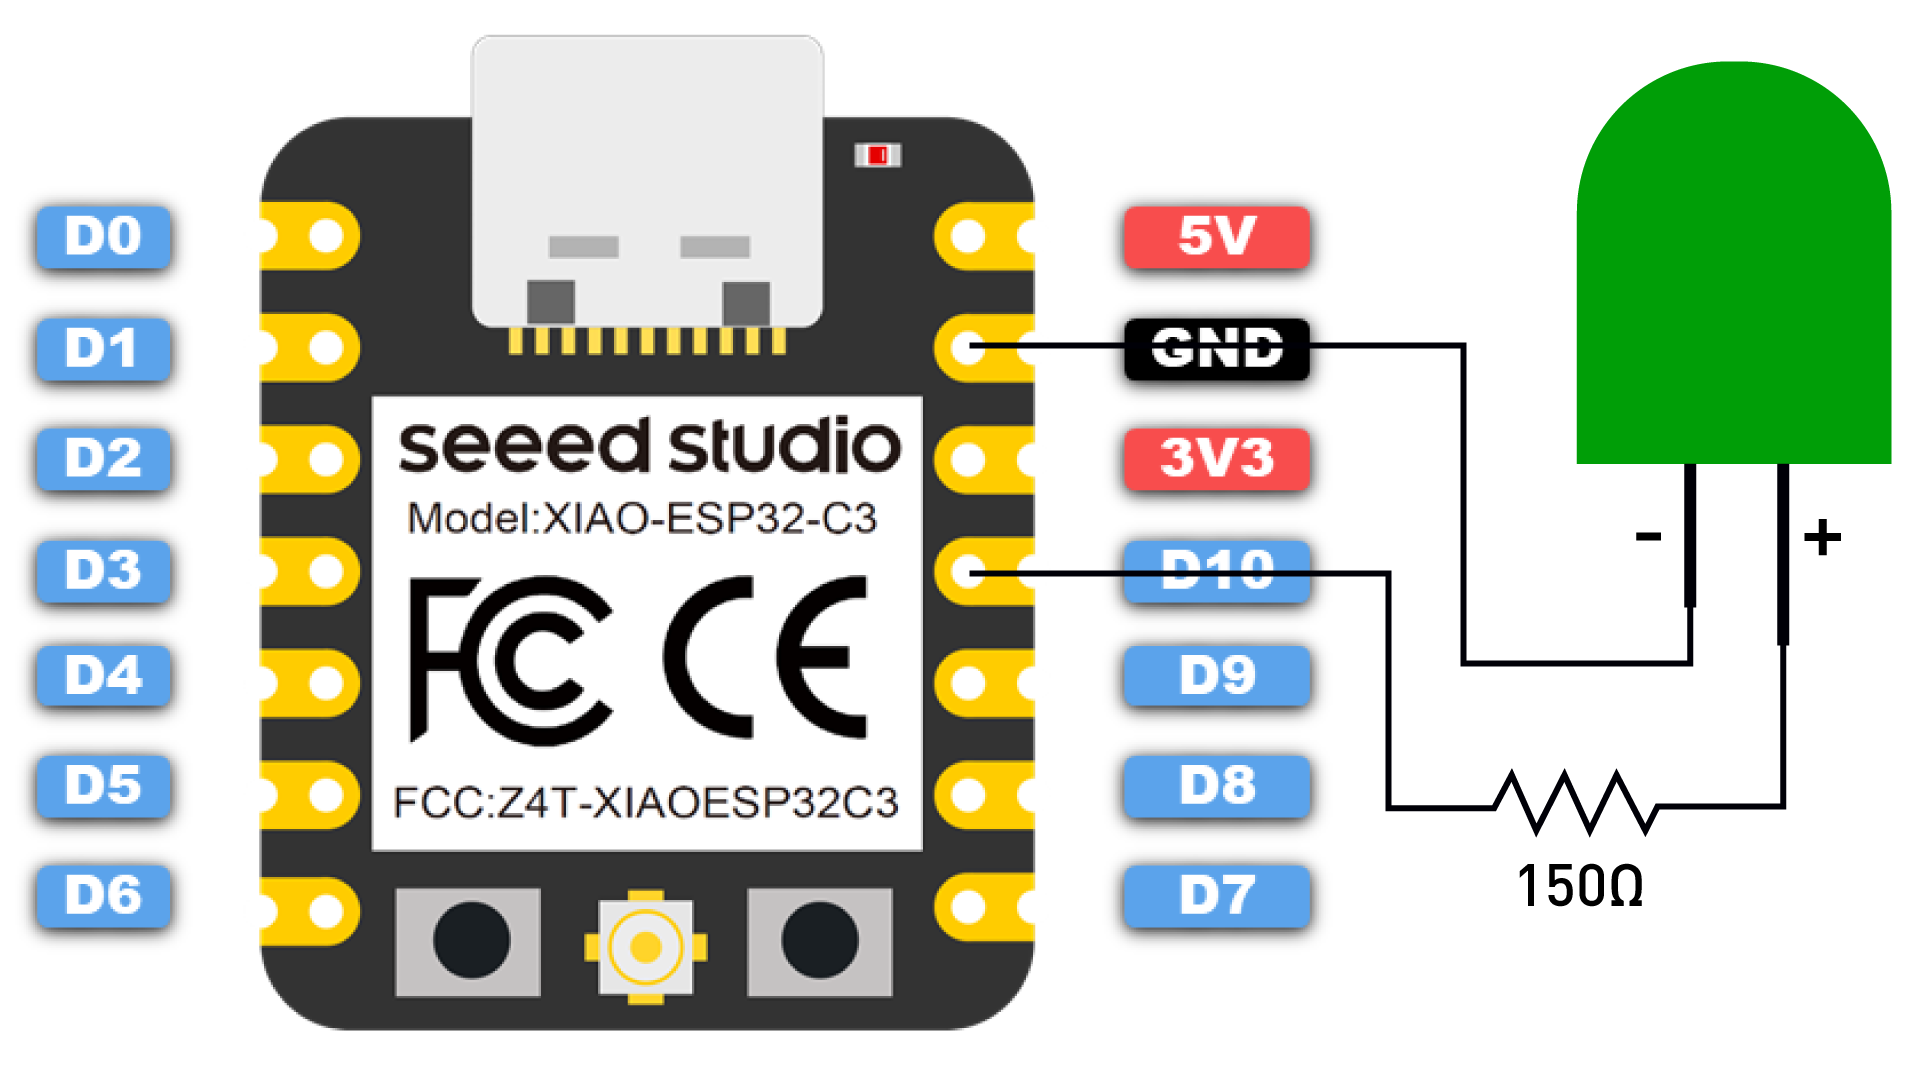 D0
D1
D2
D3
D4
D5
D6
seeed studio
Model:XIAO-ESP32-C3
FC CE
FCC:Z4T-XIAOESP32C3
5V
GND
3V3
D10
D9
D8
D7
- +
150Ω